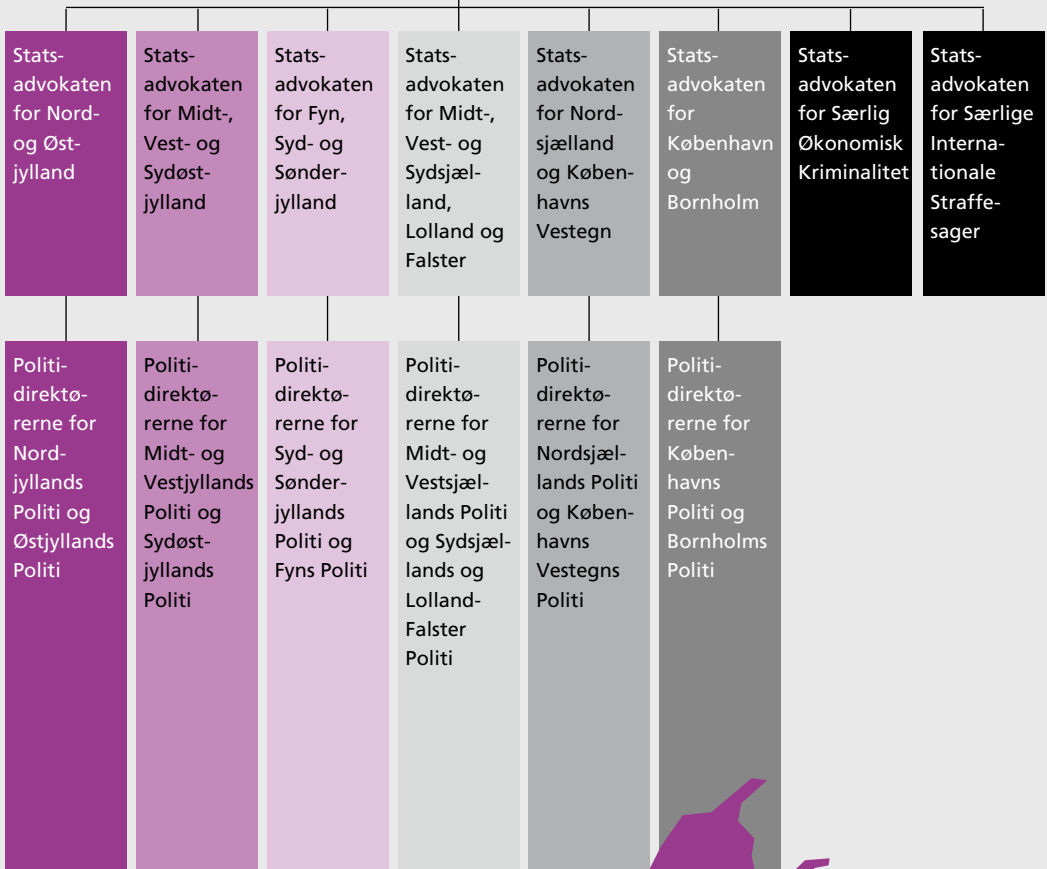 Stats-
advokaten
for Nord-
og Øst-
jylland
Stats-
advokaten
for Midt-,
Vest- og
Sydøst-
jylland
Stats-
advokaten
for Fyn,
Syd- og
Sønder-
jylland
Stats-
advokaten
for Midt-,
Vest- og
Sydsjæl-
land,
Lolland og
Falster
Stats-
advokaten
for Nord-
sjælland
og Køben-
havns
Vestegn
Stats-
advokaten
for
København
og
Bornholm
Stats-
advokaten
for Særlig
Økonomisk
Kriminalitet
Stats-
advokaten
for Særlige
Interna-
tionale
Straffe-
sager
Politi-
direktø-
rerne for
Nord-
jyllands
Politi og
Østjyllands
Politi
Politi-
direktø-
rerne for
Midt- og
Vestjyllands
Politi og
Sydøst-
jyllands
Politi
Politi-
direktø-
rerne for
Syd- og
Sønder-
jyllands
Politi og
Fyns Politi
Politi-
direktø-
rerne for
Midt- og
Vestsjæl-
lands Politi
og Sydsjæl-
lands og
Lolland-
Falster
Politi
Politi-
direktø-
rerne for
Nordsjæl-
lands Politi
og Køben-
havns
Vestegns
Politi
Politi-
direktø-
rerne for
Køben-
havns
Politi og
Bornholms
Politi